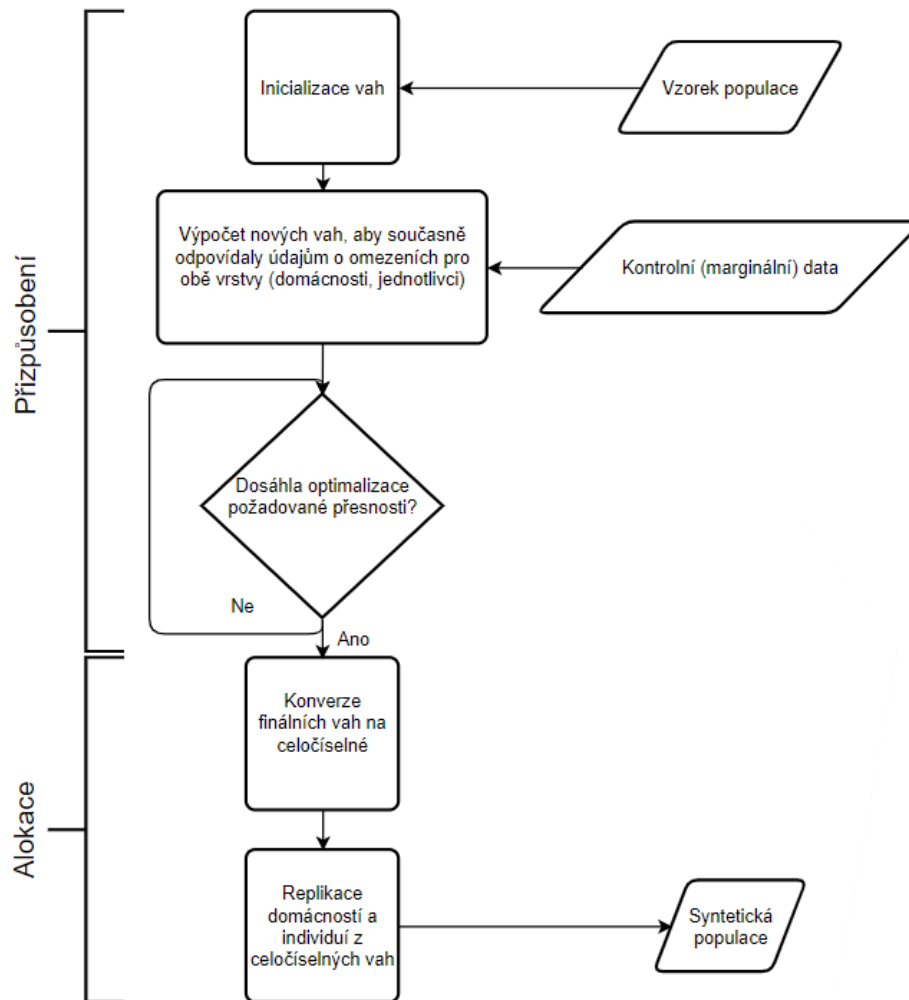 Inicializace vah
Vzorek populace
Výpočet nových vah, aby současně
odpovídaly údajům o omezeních pro
obě vrstvy (domácnosti, jednotlivci)
Kontrolní (marginální) data
Přizpůsobení
Dosáhla optimalizace
požadované přesnosti?
Ne
Ano
Konverze
finálních vah na
celočíselné
Alokace
Replikace
domácností a
individuí z
celočíselných vah
Syntetická
populace